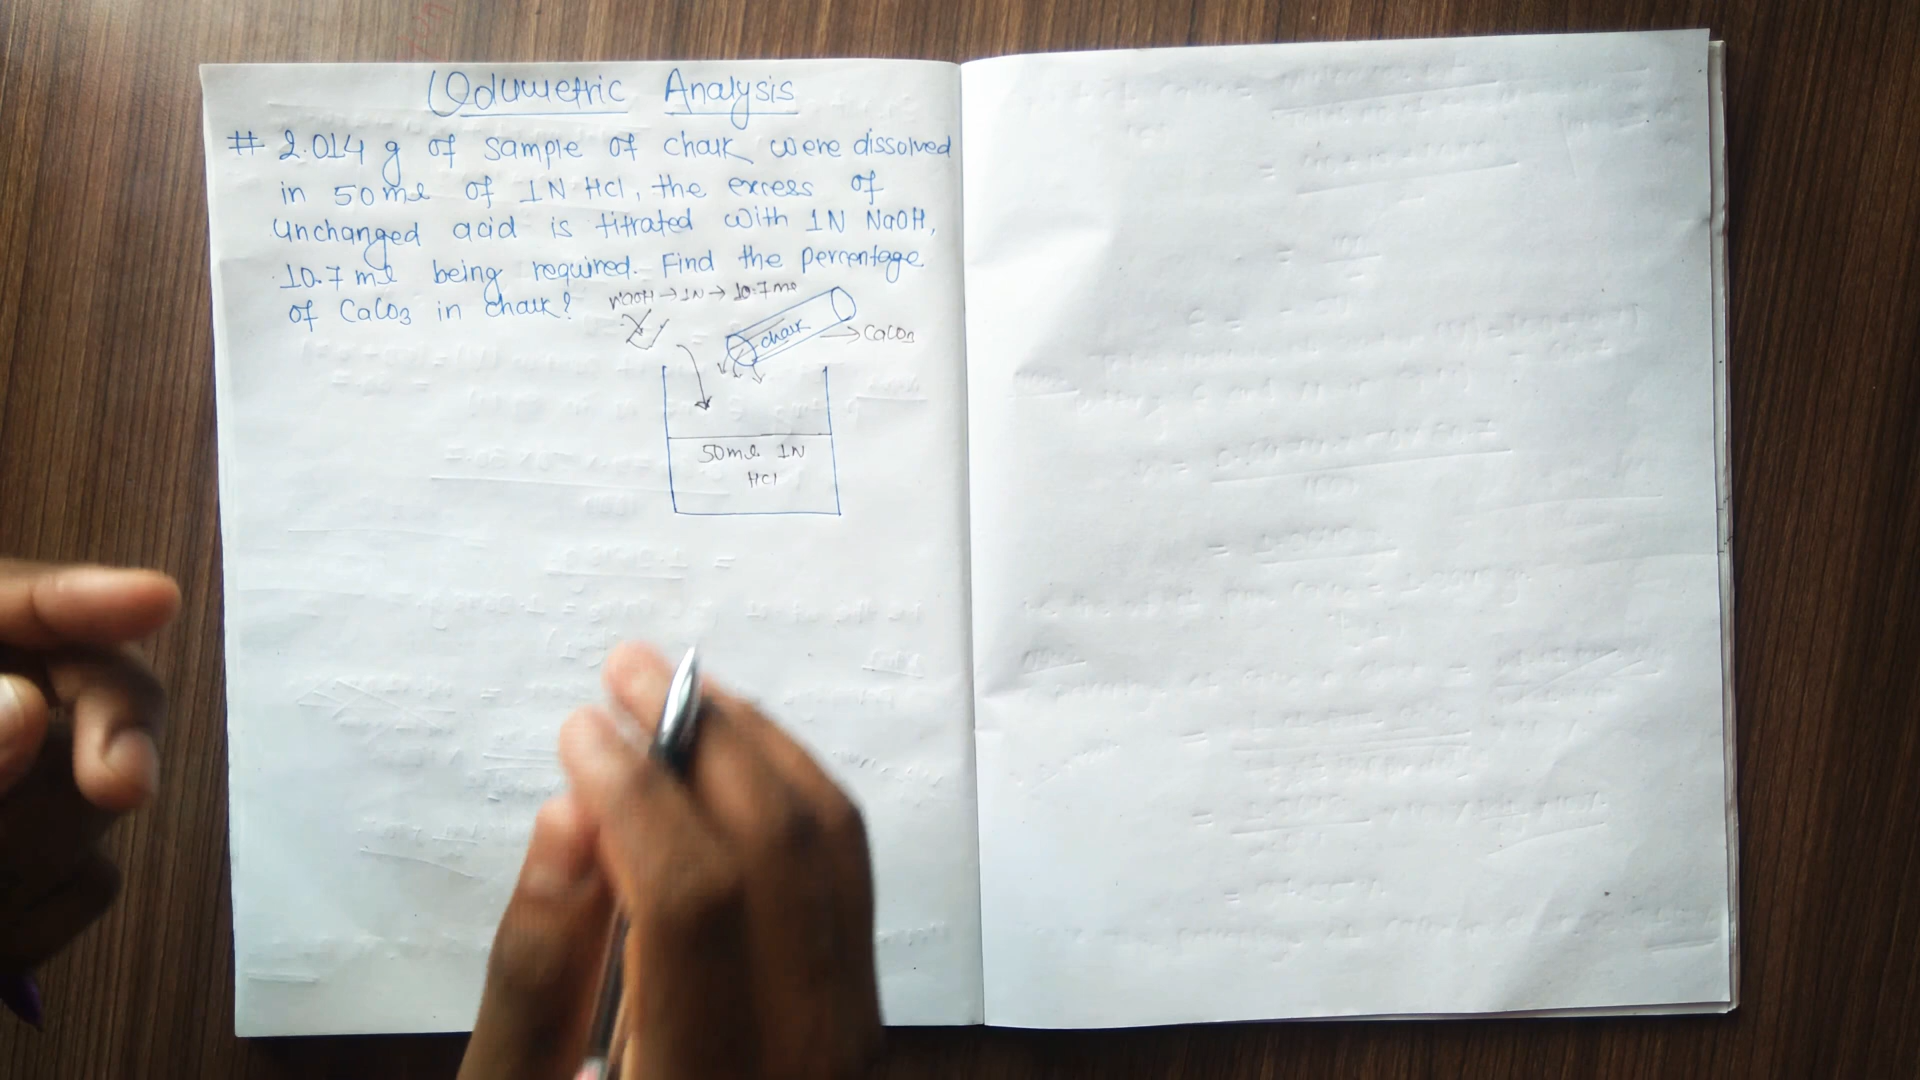 Volumetric Analysis
# 2.014 g of sample of chalk were dissolved
in 50 ml of 1N HCl, the excess of
unchanged acid is titrated with 1N NaOH,
10.7 ml being required. Find the percentage
of CaCO3 in chalk?
NaOH → 1N → 10.7 ml
chalk
→ CaCO3
50ml 1N
HCl